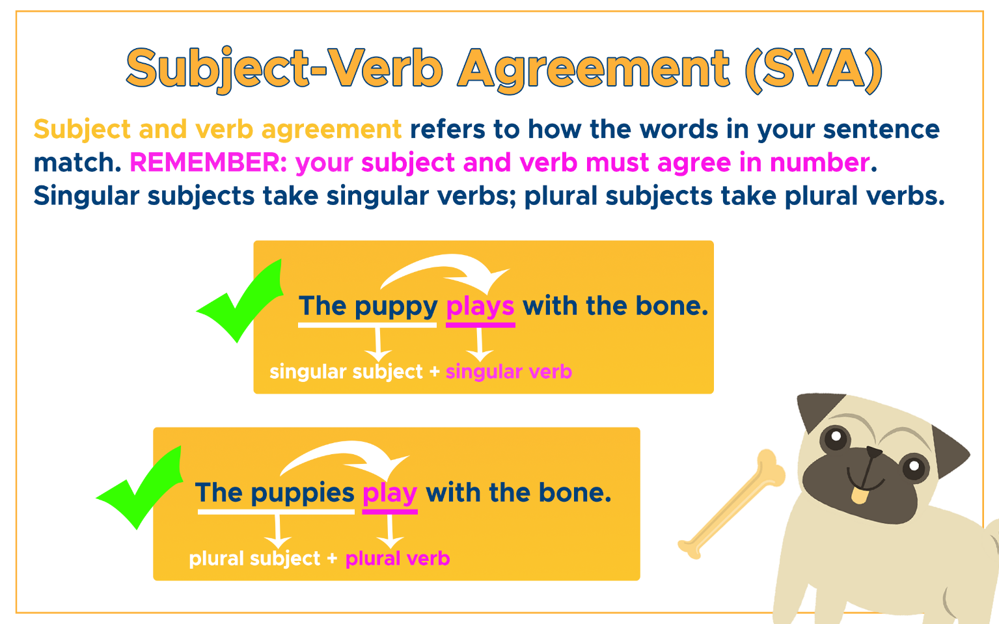 Subject-Verb Agreement (SVA)
Subject and verb agreement refers to how the words in your sentence
match. REMEMBER: your subject and verb must agree in number.
Singular subjects take singular verbs; plural subjects take plural verbs.
The puppy plays with the bone.
singular subject + singular verb
The puppies play with the bone.
plural subject + plural verb